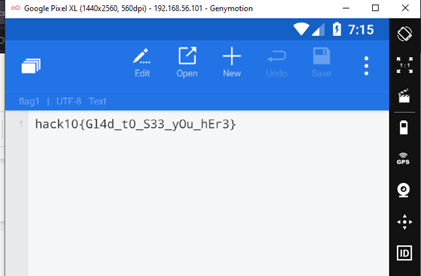 Google Pixel XL (1440x2560, 560dpi) - 192.168.56.101 - Genymotion
7:15
Edit
Open
New
Undo
Save
flag1 | UTF-8 Text
1 hack10{Gl4d_tO_S33_yOu_hEr3}
1:1
GPS
ID